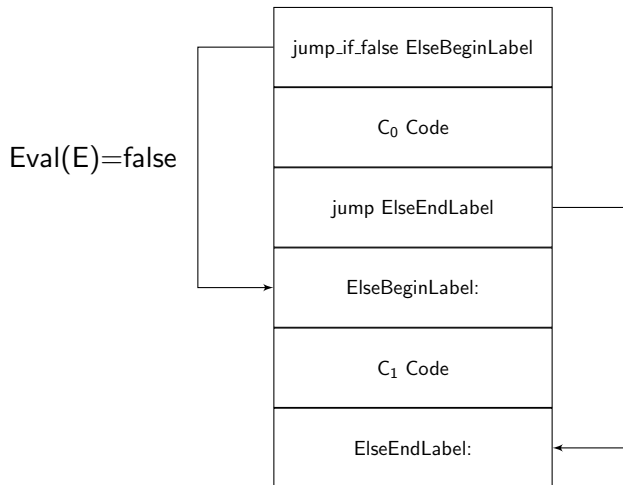 jump_if_false ElseBeginLabel
C₀ Code
Eval(E)=false
jump ElseEndLabel
ElseBeginLabel:
C₁ Code
ElseEndLabel: